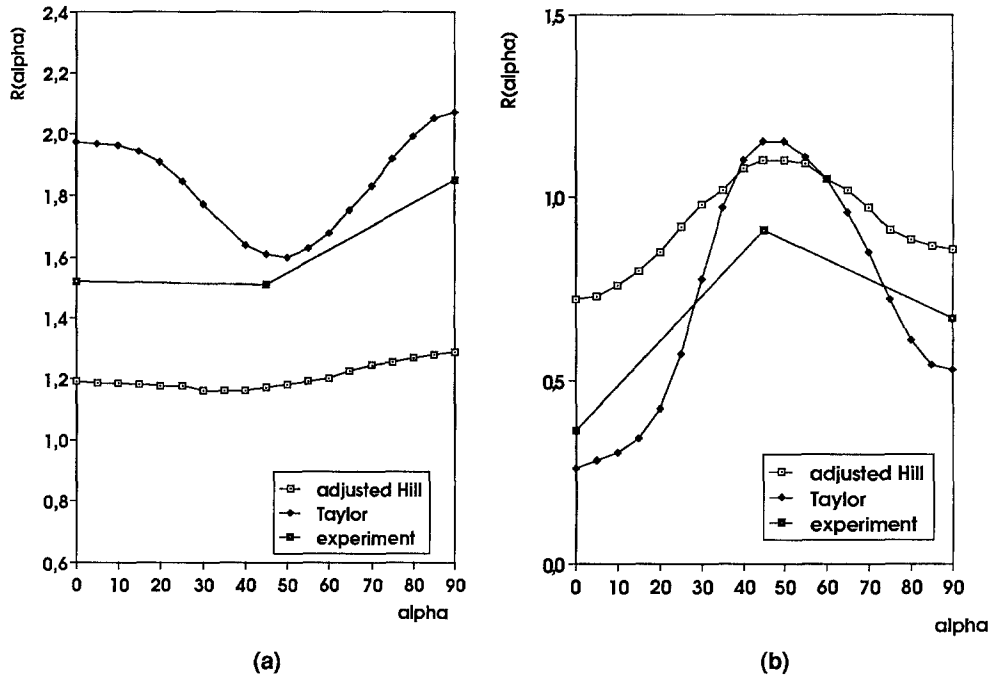 R(alpha)
2,4
2,2
2,0
1,8
1,6
1,4
1,2
1,0
0,8
0,6
0 10 20 30 40 50 60 70 80 90
alpha
adjusted Hill
Taylor
experiment
(a)
R(alpha)
1,5
1,0
0,5
0,0
0 10 20 30 40 50 60 70 80 90
alpha
adjusted Hill
Taylor
experiment
(b)